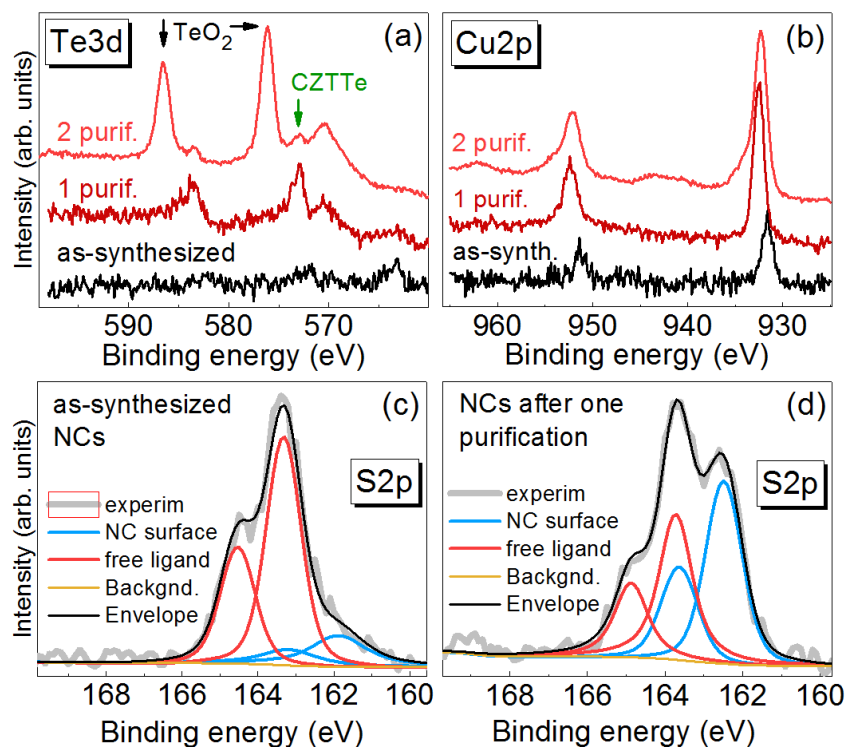 Te3d
TeO2
(a)
CZTTe
2 purif.
1 purif.
as-synthesized
590 580 570
Binding energy (eV)
Intensity (arb. units)
Cu2p
(b)
2 purif.
1 purif.
as-synth.
960 950 940 930
Binding energy (eV)
as-synthesized
NCs
(c)
S2p
experim
NC surface
free ligand
Backgnd.
Envelope
168 166 164 162 160
Binding energy (eV)
Intensity (arb. units)
NCs after one
purification
(d)
S2p
experim
NC surface
free ligand
Backgnd.
Envelope
168 166 164 162 160
Binding energy (eV)